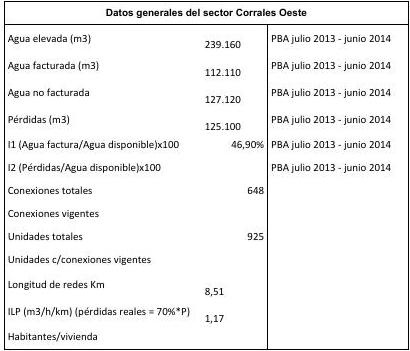 Datos generales del sector Corrales Oeste
Agua elevada (m3) 239.160 PBA julio 2013 - junio 2014
Agua facturada (m3) 112.110 PBA julio 2013 - junio 2014
Agua no facturada 127.120 PBA julio 2013 - junio 2014
Pérdidas (m3) 125.100 PBA julio 2013 - junio 2014
I1 (Agua factura/Agua disponible)x100 46,90% PBA julio 2013 - junio 2014
I2 (Pérdidas/Agua disponible)x100 PBA julio 2013 - junio 2014
Conexiones totales 648
Conexiones vigentes
Unidades totales 925
Unidades c/conexiones vigentes
Longitud de redes Km 8,51
ILP (m3/h/km) (pérdidas reales = 70%*P) 1,17
Habitantes/vivienda